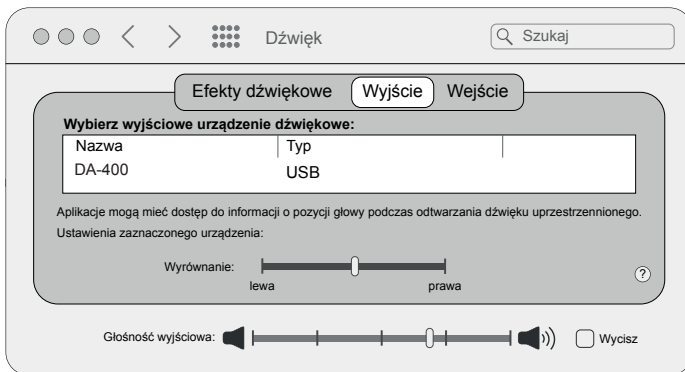 Dźwięk
Szukaj
Efekty dźwiękowe Wyjście Wejście
Wybierz wyjściowe urządzenie dźwiękowe:
Nazwa Typ
DA-400 USB
Aplikacje mogą mieć dostęp do informacji o pozycji głowy podczas odtwarzania dźwięku uprzestrzennionego.
Ustawienia zaznaczonego urządzenia:
Wyrównanie:
lewa prawa
?
Głośność wyjściowa: Wycisz